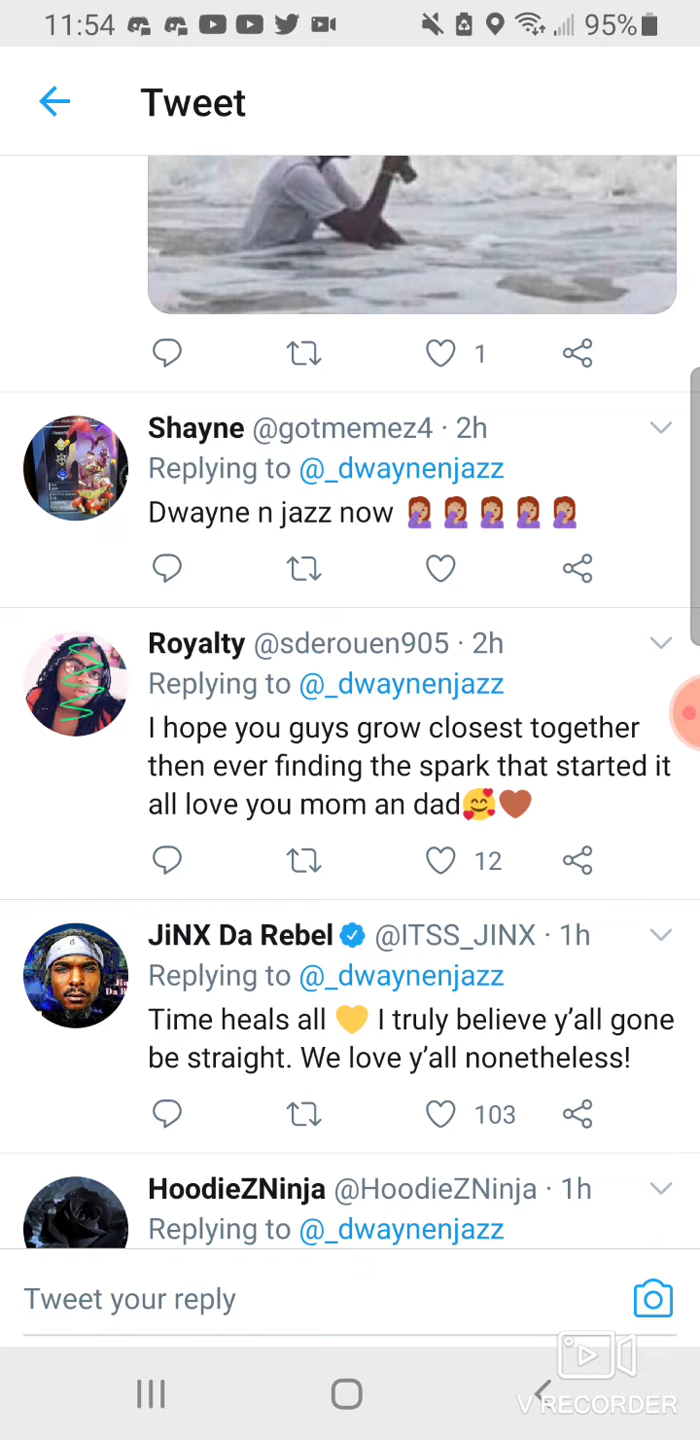 11:54 95%
Tweet
1
Shayne @gotmemez4 · 2h
Replying to @_dwaynenjazz
Dwayne n jazz now 🤦🏽‍♀️🤦🏽‍♀️🤦🏽‍♀️🤦🏽‍♀️🤦🏽‍♀️
Royalty @sderouen905 · 2h
Replying to @_dwaynenjazz
I hope you guys grow closest together
then ever finding the spark that started it
all love you mom an dad🥰🤎
12
JiNX Da Rebel @ITSS_JINX · 1h
Replying to @_dwaynenjazz
Time heals all 💛 I truly believe y’all gone
be straight. We love y’all nonetheless!
103
HoodieZNinja @HoodieZNinja · 1h
Replying to @_dwaynenjazz
Tweet your reply
V RECORDER